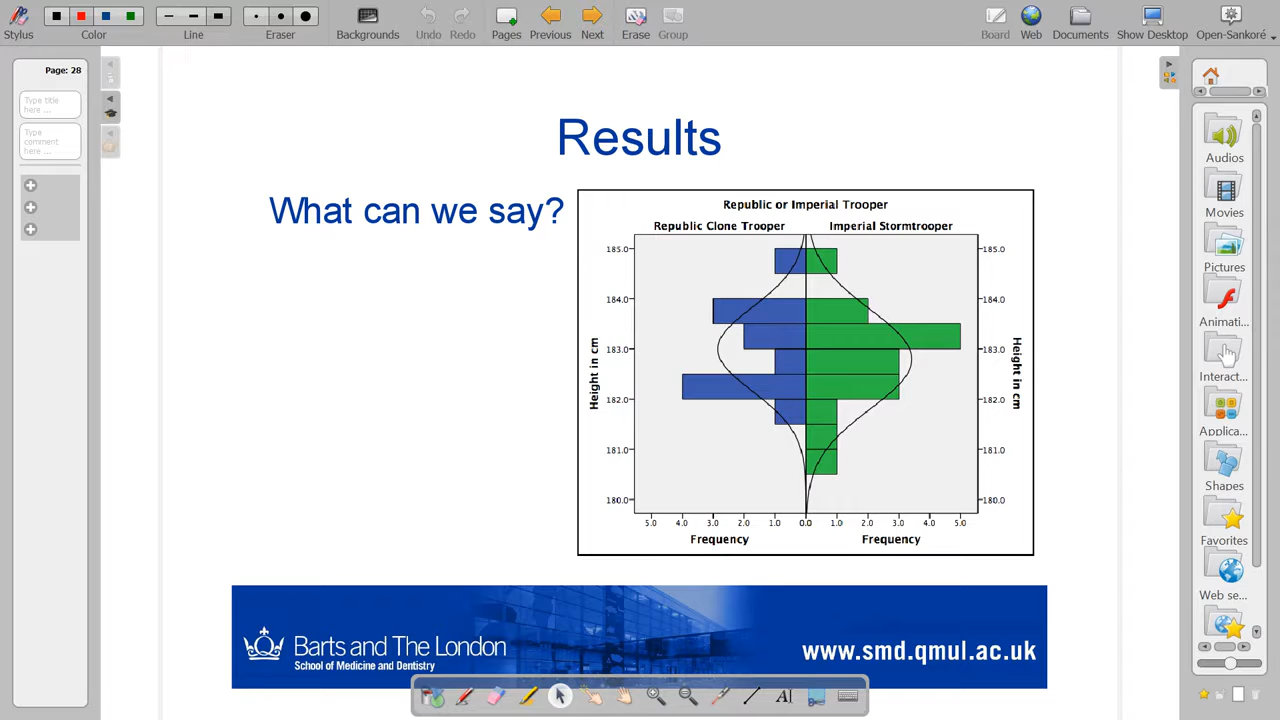 Stylus
Color
Line
Eraser
Backgrounds
Undo
Redo
Pages
Previous
Next
Erase
Group
Board
Web
Documents
Show Desktop
Open-Sankoré
Page: 28
Type title
here ...
Type
comment
here ...
Results
What can we say?
Republic or Imperial Trooper
Republic Clone Trooper
Imperial Stormtrooper
185.0
184.0
183.0
182.0
181.0
180.0
Height in cm
185.0
184.0
183.0
182.0
181.0
180.0
Height in cm
5.0 4.0 3.0 2.0 1.0 0.0 1.0 2.0 3.0 4.0 5.0
Frequency
Frequency
Barts and The London
School of Medicine and Dentistry
www.smd.qmul.ac.uk
Audios
Movies
Pictures
Animati...
Interact...
Applica...
Shapes
Favorites
Web se...